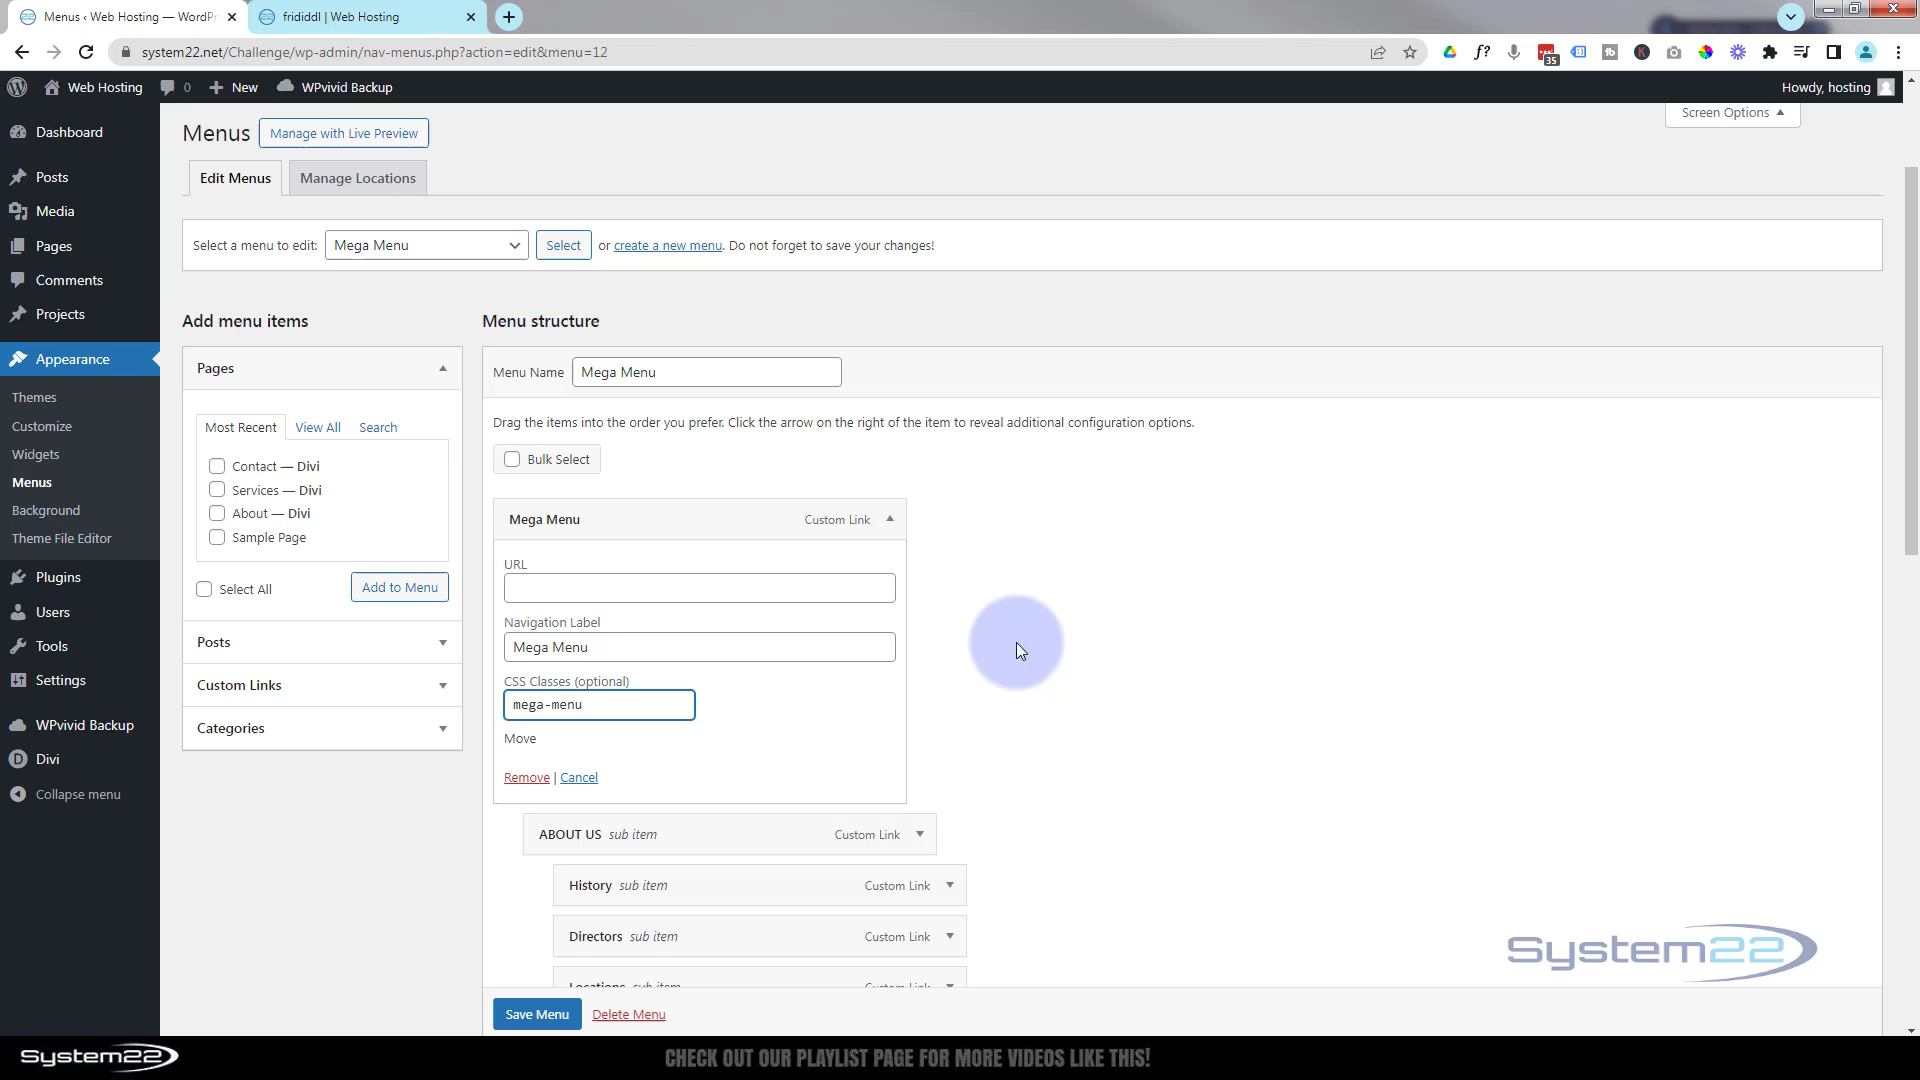 Menus ‹ Web Hosting — WordPr
frididdl | Web Hosting
system22.net/Challenge/wp-admin/nav-menus.php?action=edit&menu=12
f?
35
Web Hosting
0
New
WPvivid Backup
Howdy, hosting
Dashboard
Posts
Media
Pages
Comments
Projects
Appearance
Themes
Customize
Widgets
Menus
Background
Theme File Editor
Plugins
Users
Tools
Settings
WPvivid Backup
Divi
Collapse menu
Screen Options
Menus
Manage with Live Preview
Edit Menus
Manage Locations
Select a menu to edit: Mega Menu Select or create a new menu. Do not forget to save your changes!
Add menu items
Pages
Most Recent
View All
Search
Contact — Divi
Services — Divi
About — Divi
Sample Page
Select All
Add to Menu
Posts
Custom Links
Categories
Menu structure
Menu Name Mega Menu
Drag the items into the order you prefer. Click the arrow on the right of the item to reveal additional configuration options.
Bulk Select
Mega Menu Custom Link
URL
Navigation Label
Mega Menu
CSS Classes (optional)
mega-menu
Move
Remove | Cancel
ABOUT US sub item Custom Link
History sub item Custom Link
Directors sub item Custom Link
Locations sub item Custom Link
Save Menu
Delete Menu
System22
System22
CHECK OUT OUR PLAYLIST PAGE FOR MORE VIDEOS LIKE THIS!